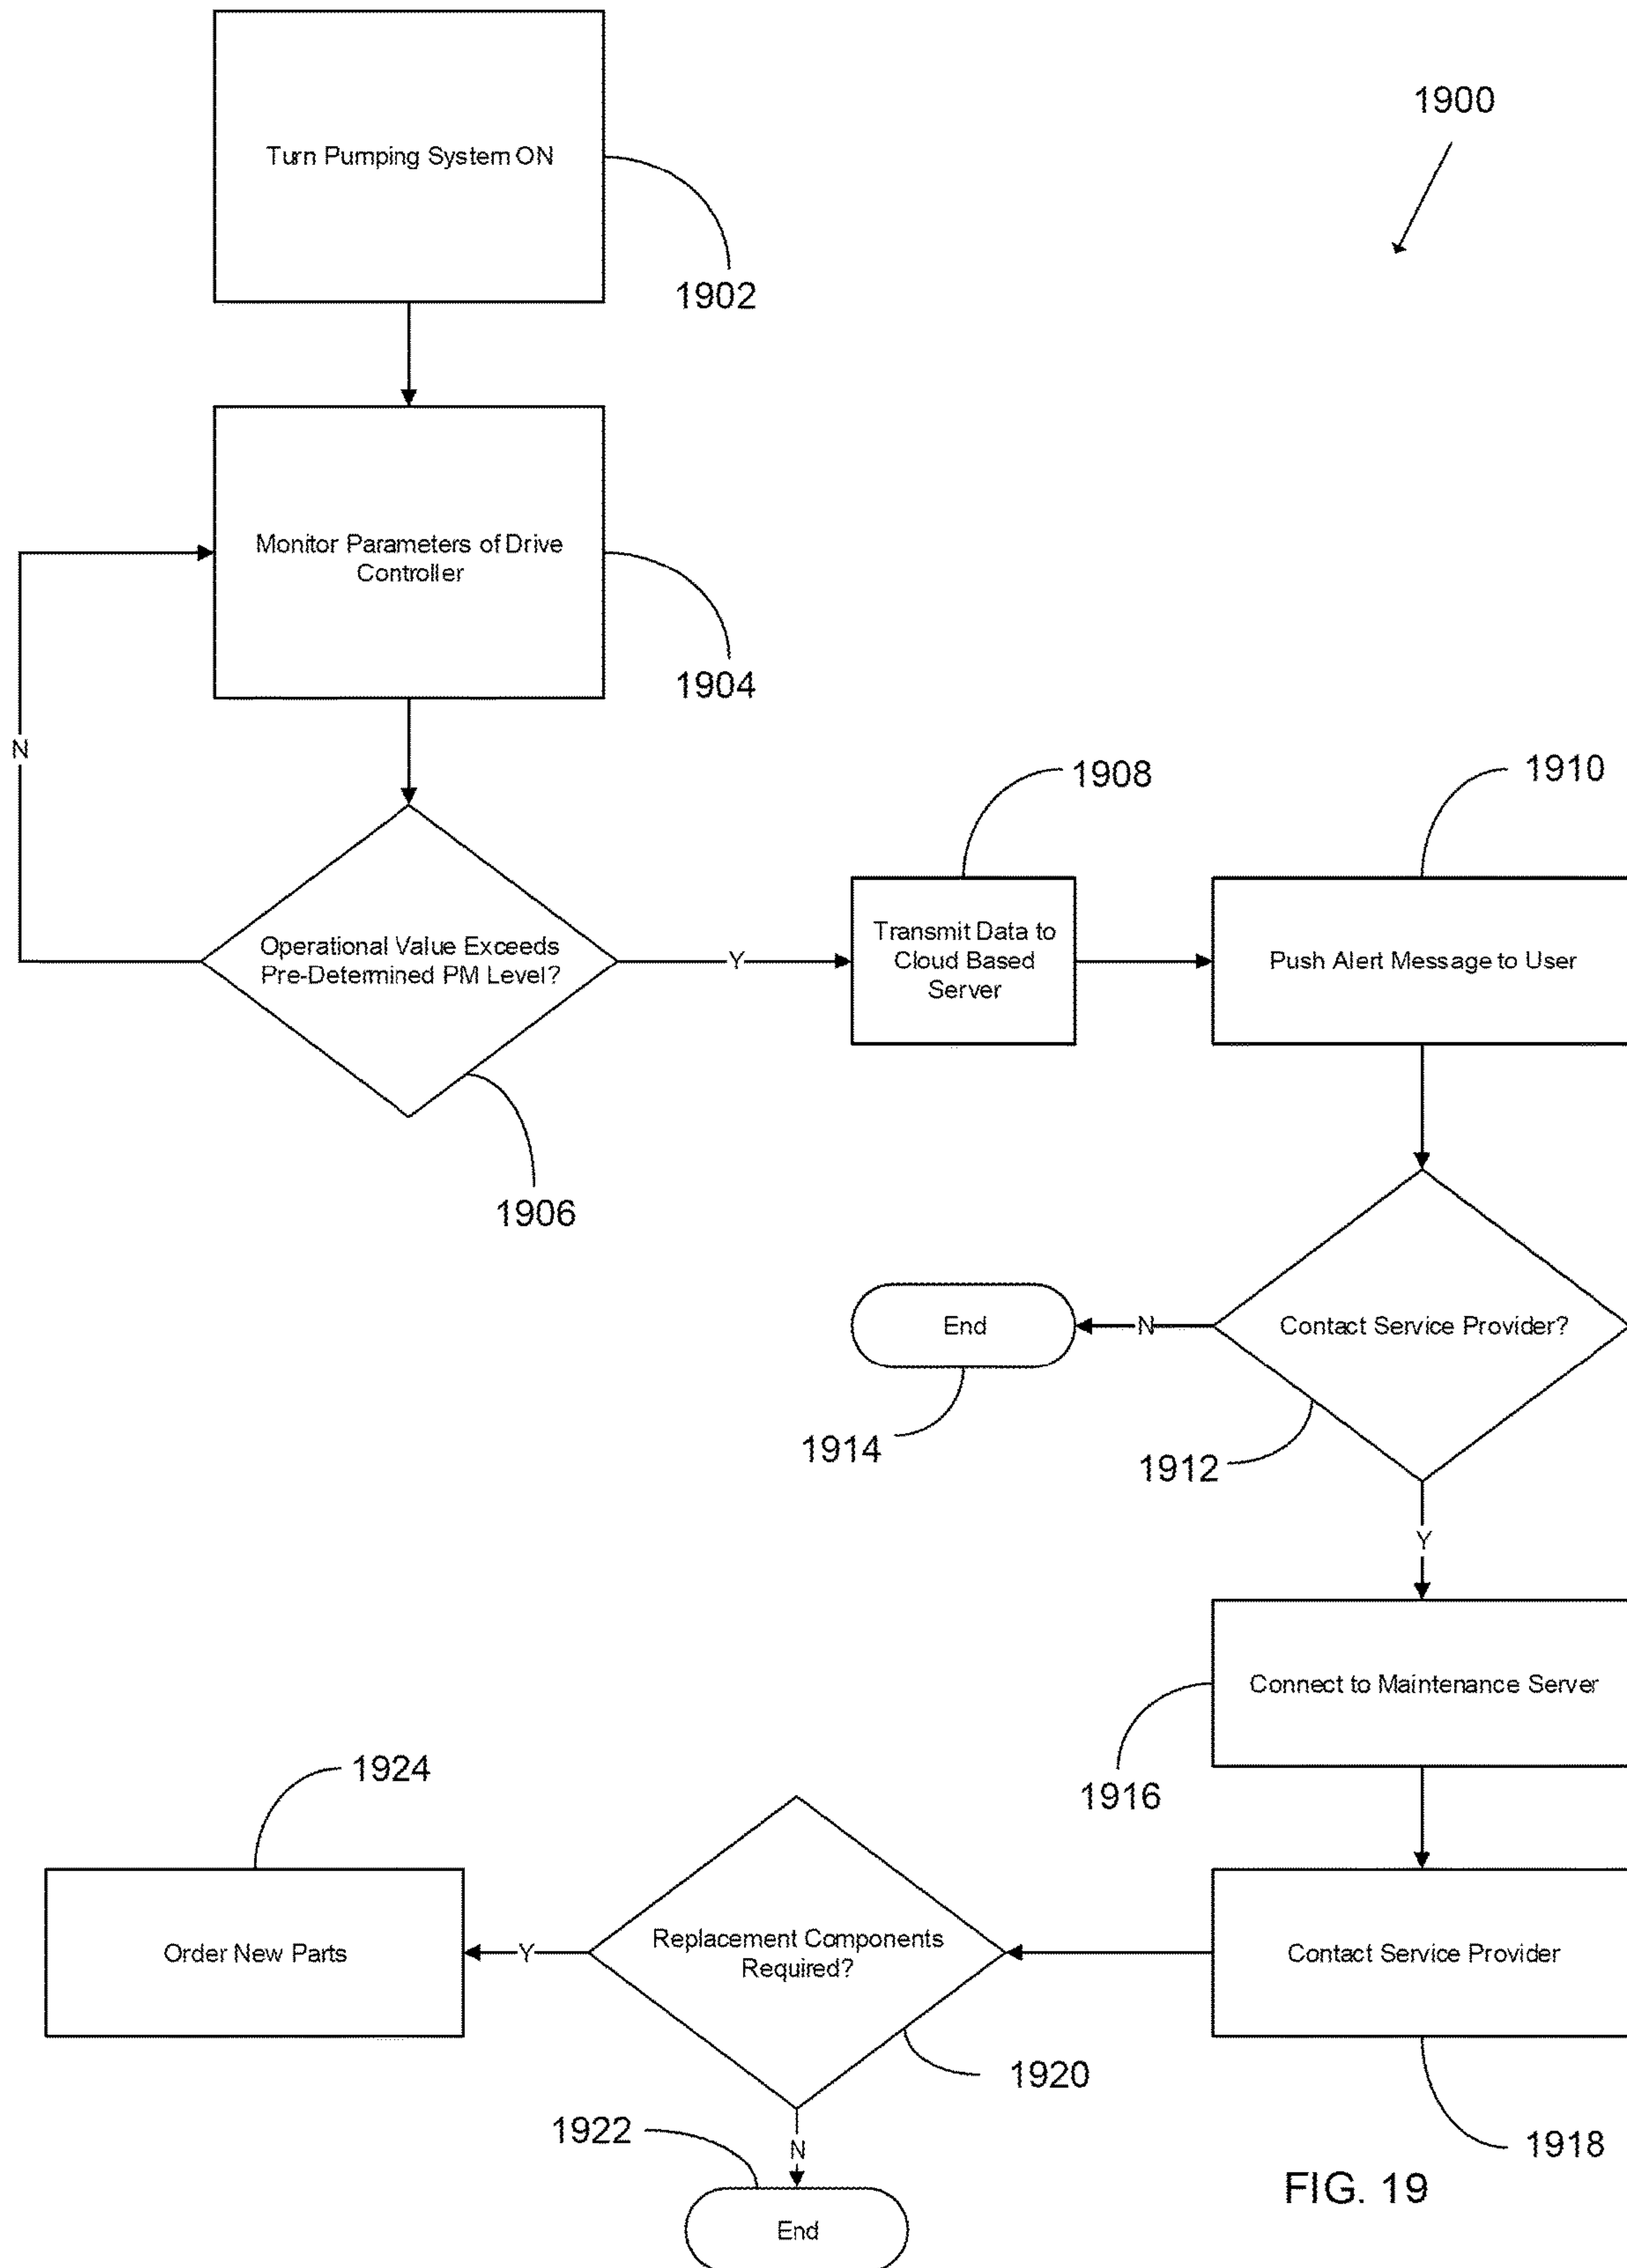 Turn Pumping System ON
1900
1902
Monitor Parameters of Drive
Controller
1904
N
1908
1910
Operational Value Exceeds
Pre-Determined PM Level?
Y
Transmit Data to
Cloud Based
Server
Push Alert Message to User
1906
End
N
Contact Service Provider?
1914
1912
Y
Connect to Maintenance Server
1916
1924
Order New Parts
Y
Replacement Components
Required?
Contact Service Provider
1920
1922
N
1918
End
FIG. 19